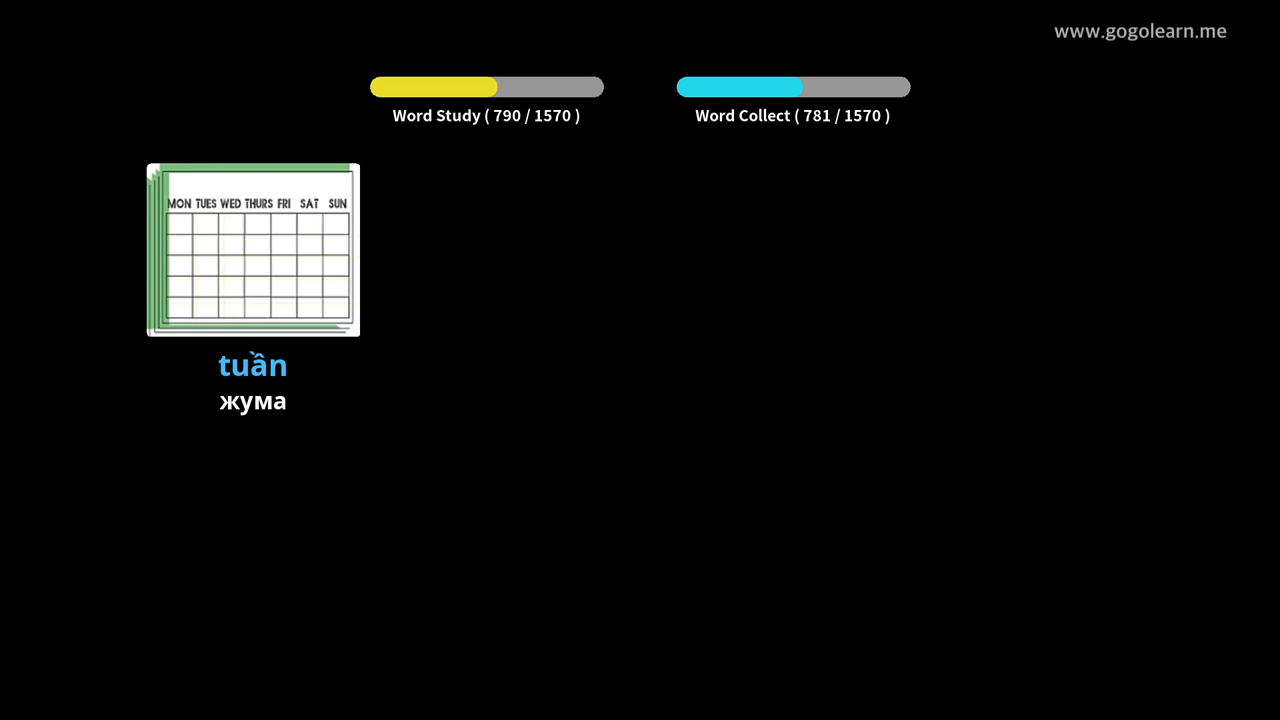 www.gogolearn.me
Word Study ( 790 / 1570 )
Word Collect ( 781 / 1570 )
MON TUES WED THURS FRI SAT SUN
tuần
жума